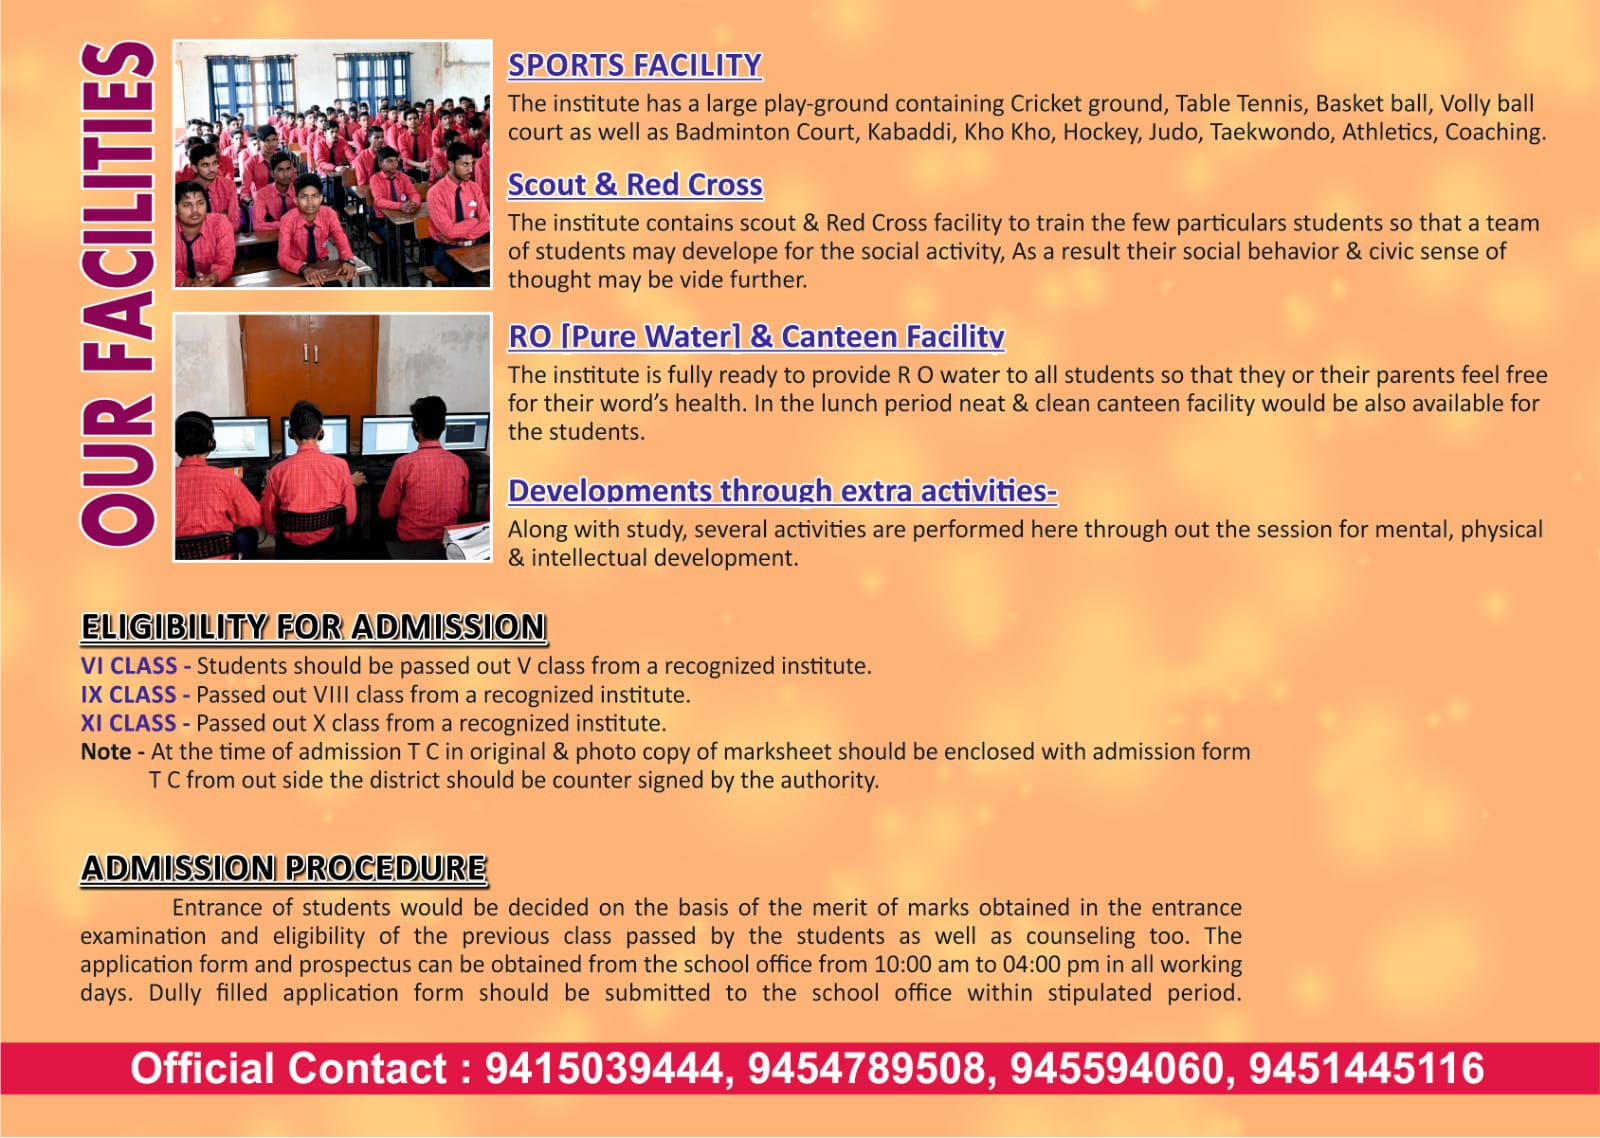 OUR FACILITIES
SPORTS FACILITY
The institute has a large play-ground containing Cricket ground, Table Tennis, Basket ball, Volly ball
court as well as Badminton Court, Kabaddi, Kho Kho, Hockey, Judo, Taekwondo, Athletics, Coaching.
Scout & Red Cross
The institute contains scout & Red Cross facility to train the few particulars students so that a team
of students may develope for the social activity, As a result their social behavior & civic sense of
thought may be vide further.
RO [Pure Water] & Canteen Facility
The institute is fully ready to provide R O water to all students so that they or their parents feel free
for their word’s health. In the lunch period neat & clean canteen facility would be also available for
the students.
Developments through extra activities-
Along with study, several activities are performed here through out the session for mental, physical
& intellectual development.
ELIGIBILITY FOR ADMISSION
VI CLASS - Students should be passed out V class from a recognized institute.
IX CLASS - Passed out VIII class from a recognized institute.
XI CLASS - Passed out X class from a recognized institute.
Note - At the time of admission T C in original & photo copy of marksheet should be enclosed with admission form
T C from out side the district should be counter signed by the authority.
ADMISSION PROCEDURE
Entrance of students would be decided on the basis of the merit of marks obtained in the entrance
examination and eligibility of the previous class passed by the students as well as counseling too. The
application form and prospectus can be obtained from the school office from 10:00 am to 04:00 pm in all working
days. Dully filled application form should be submitted to the school office within stipulated period.
Official Contact : 9415039444, 9454789508, 945594060, 9451445116